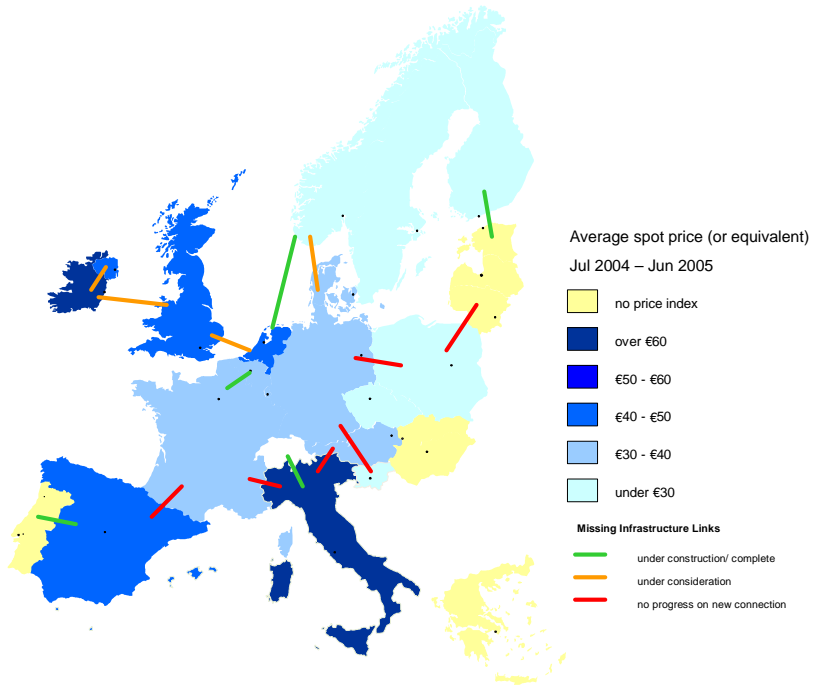 Average spot price (or equivalent)
Jul 2004 – Jun 2005
no price index
over €60
€50 - €60
€40 - €50
€30 - €40
under €30
Missing Infrastructure Links
under construction/ complete
under consideration
no progress on new connection